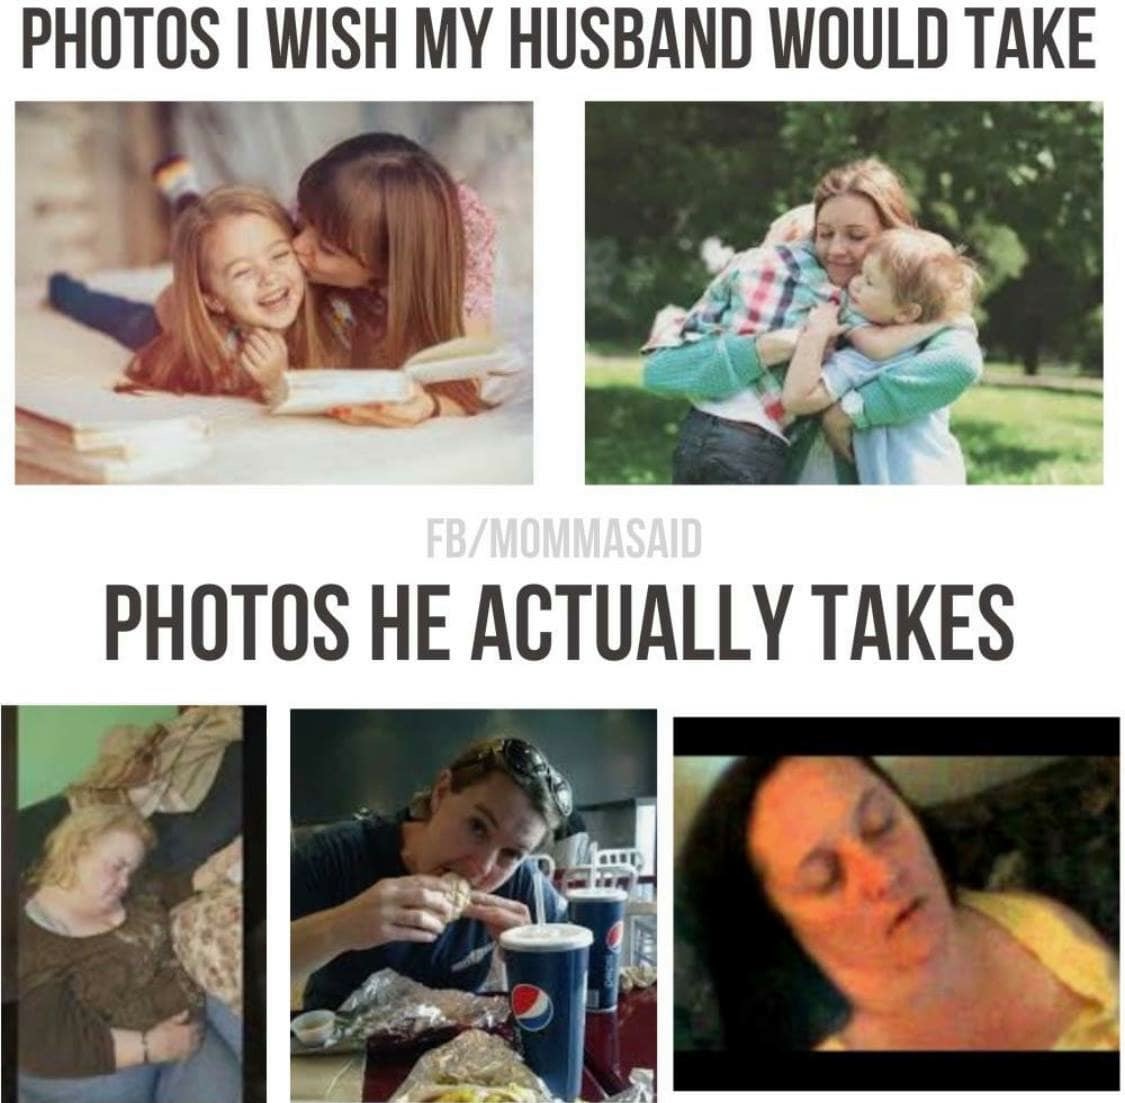 PHOTOS I WISH MY HUSBAND WOULD TAKE
FB/MOMMASAID
PHOTOS HE ACTUALLY TAKES